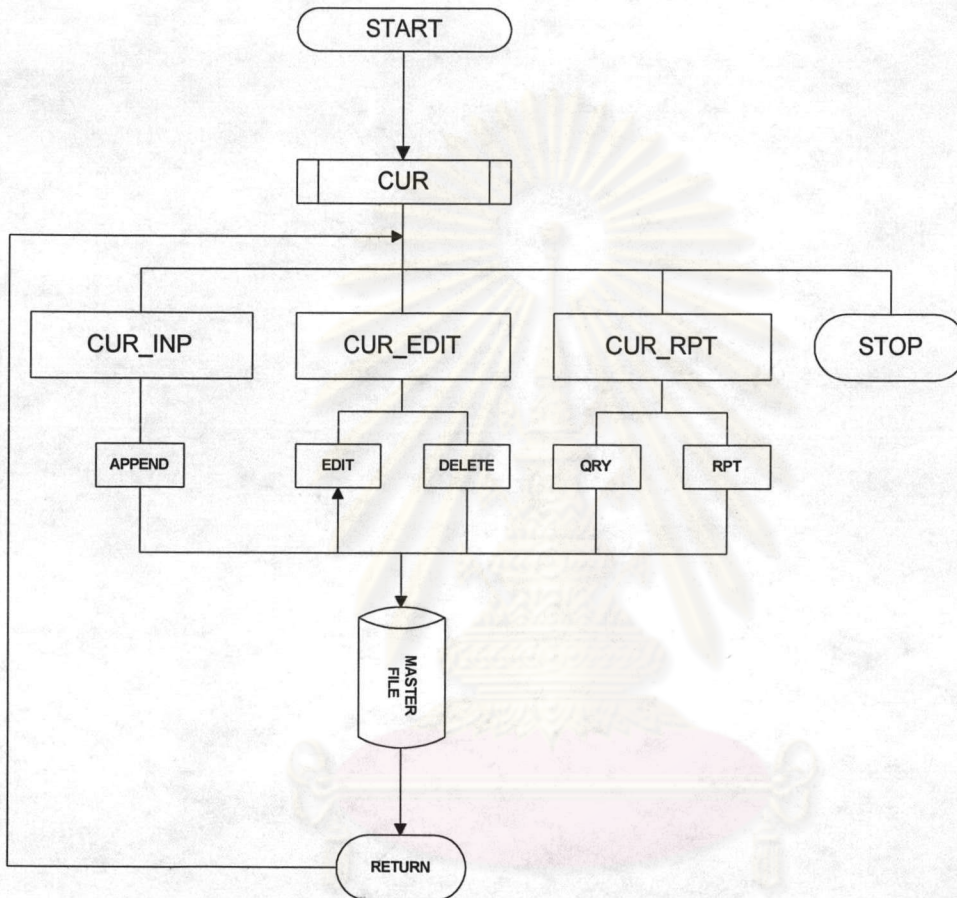 START
CUR
CUR_INP
CUR_EDIT
CUR_RPT
STOP
APPEND
EDIT
DELETE
QRY
RPT
MASTER
FILE
RETURN